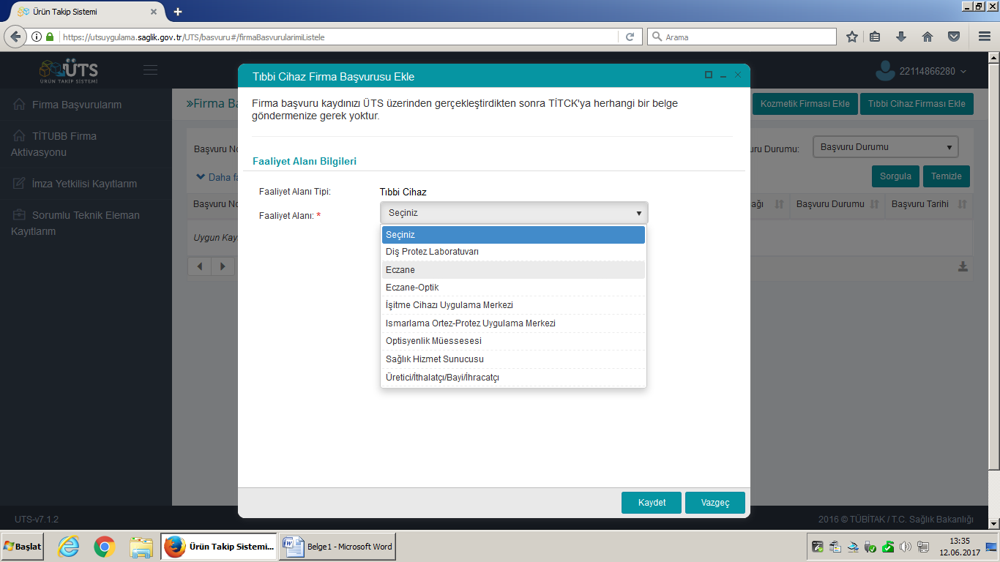 Ürün Takip Sistemi
https://utsuygulama.saglik.gov.tr/UTS/basvuru#/firmaBasvurularimiListele
Arama
ÜTS
ÜRÜN TAKİP SİSTEMİ
22114866280
Firma Başvurularım
TİTUBB Firma
Aktivasyonu
İmza Yetkilisi Kayıtlarım
Sorumlu Teknik Eleman
Kayıtlarım
»Firma Ba
Kozmetik Firması Ekle
Tıbbi Cihaz Firması Ekle
Başvuru No
uru Durumu:
Başvuru Durumu
Daha fa
Sorgula
Temizle
Başvuru No
ağı
Başvuru Durumu
Başvuru Tarihi
Uygun Kay
Tıbbi Cihaz Firma Başvurusu Ekle
Firma başvuru kaydınızı ÜTS üzerinden gerçekleştirdikten sonra TİTCK'ya herhangi bir belge
göndermenize gerek yoktur.
Faaliyet Alanı Bilgileri
Faaliyet Alanı Tipi:
Tıbbi Cihaz
Faaliyet Alanı: *
Seçiniz
Seçiniz
Diş Protez Laboratuvarı
Eczane
Eczane-Optik
İşitme Cihazı Uygulama Merkezi
Ismarlama Ortez-Protez Uygulama Merkezi
Optisyenlik Müessesesi
Sağlık Hizmet Sunucusu
Üretici/İthalatçı/Bayi/İhracatçı
Kaydet
Vazgeç
UTS-v7.1.2
2016 © TÜBİTAK / T.C. Sağlık Bakanlığı
Başlat
Ürün Takip Sistemi...
Belge1 - Microsoft Word
13:35
12.06.2017